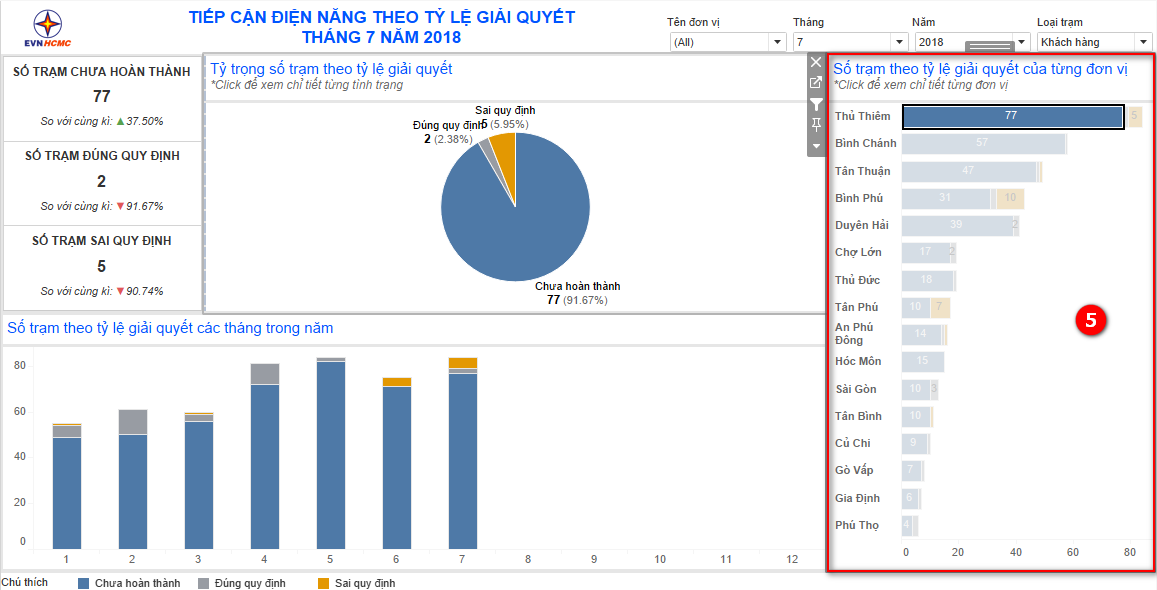 TIẾP CẬN ĐIỆN NĂNG THEO TỶ LỆ GIẢI QUYẾT
THÁNG 7 NĂM 2018
EVNHCMC
Tên đơn vị
Tháng
Năm
Loại trạm
(All)
7
2018
Khách hàng
SỐ TRẠM CHƯA HOÀN THÀNH
77
So với cùng kì: ▲37.50%
SỐ TRẠM ĐÚNG QUY ĐỊNH
2
So với cùng kì: ▼91.67%
SỐ TRẠM SAI QUY ĐỊNH
5
So với cùng kì: ▼90.74%
Tỷ trọng số trạm theo tỷ lệ giải quyết
*Click để xem chỉ tiết từng tình trạng
Sai quy định
5 (5.95%)
Đúng quy định
2 (2.38%)
Chưa hoàn thành
77 (91.67%)
Số trạm theo tỷ lệ giải quyết của từng đơn vị
*Click để xem chỉ tiết từng đơn vị
Thủ Thiêm 77 5
Bình Chánh 57
Tân Thuận 47
Bình Phú 31 10
Duyên Hải 39 2
Chợ Lớn 17 2
Thủ Đức 18
Tân Phú 10 7
An Phú
Đông 14
Hóc Môn 15
Sài Gòn 10 3
Tân Bình 10
Củ Chi 9
Gò Vấp 7
Gia Định 6
Phú Thọ 4
0 20 40 60 80
5
Số trạm theo tỷ lệ giải quyết các tháng trong năm
80
60
40
20
0
1 2 3 4 5 6 7 8 9 10 11 12
Chú thích
Chưa hoàn thành
Đúng quy định
Sai quy định